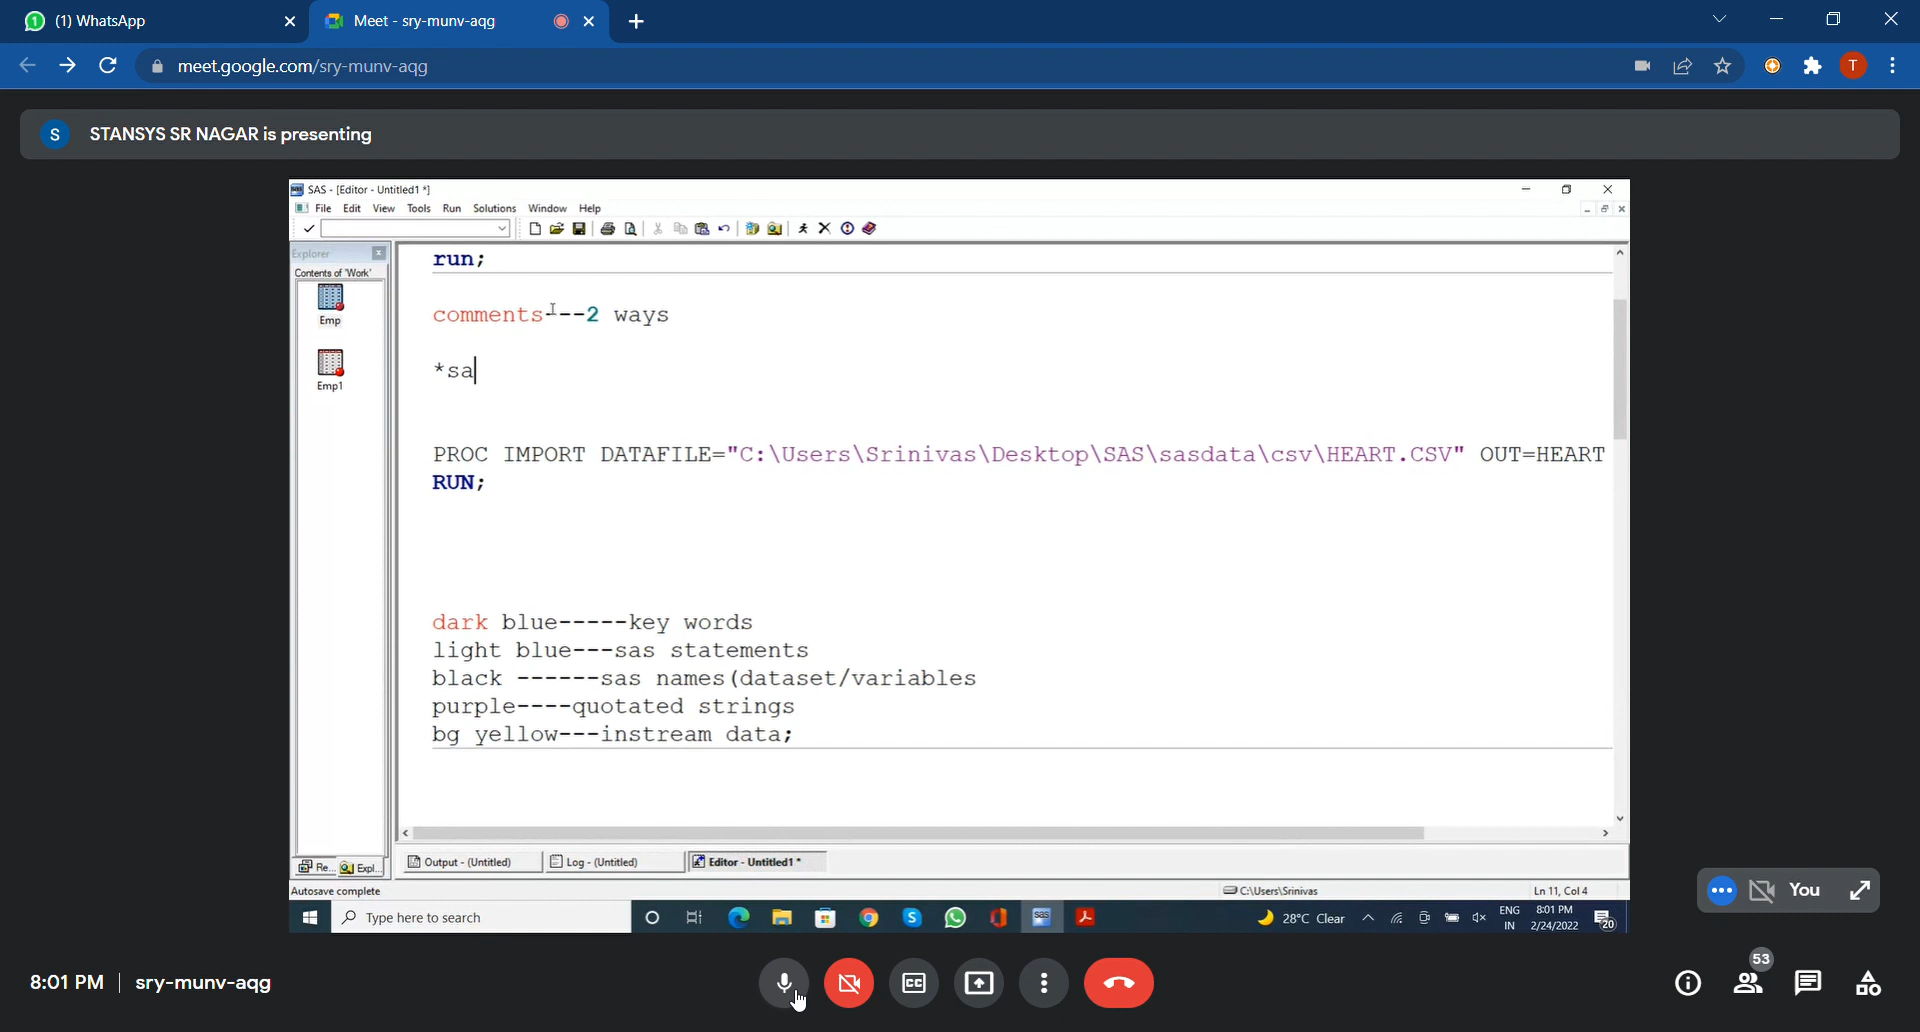 (1) WhatsApp
Meet - sry-munv-aqg
meet.google.com/sry-munv-aqg
T
S
STANSYS SR NAGAR is presenting
SAS - [Editor - Untitled1 *]
File Edit View Tools Run Solutions Window Help
Explorer
Contents of 'Work'
Emp
Emp1
run;
comments---2 ways
*sa
PROC IMPORT DATAFILE="C:\Users\Srinivas\Desktop\SAS\sasdata\csv\HEART.CSV" OUT=HEART
RUN;
dark blue-----key words
light blue---sas statements
black ------sas names(dataset/variables
purple----quotated strings
bg yellow---instream data;
Re... Expl...
Output - (Untitled)
Log - (Untitled)
Editor - Untitled1 *
Autosave complete
C:\Users\Srinivas
Ln 11, Col 4
Type here to search
28°C Clear
ENG
IN
8:01 PM
2/24/2022
20
You
8:01 PM
sry-munv-aqg
CC
53